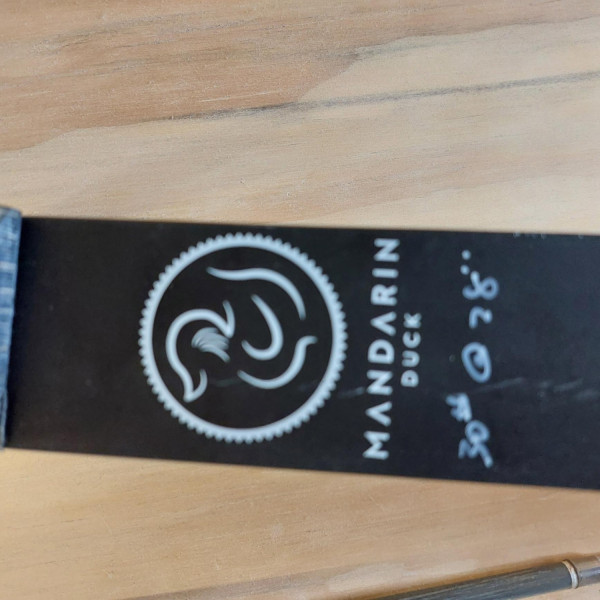 MANDARIN
DUCK
30# @ 28"